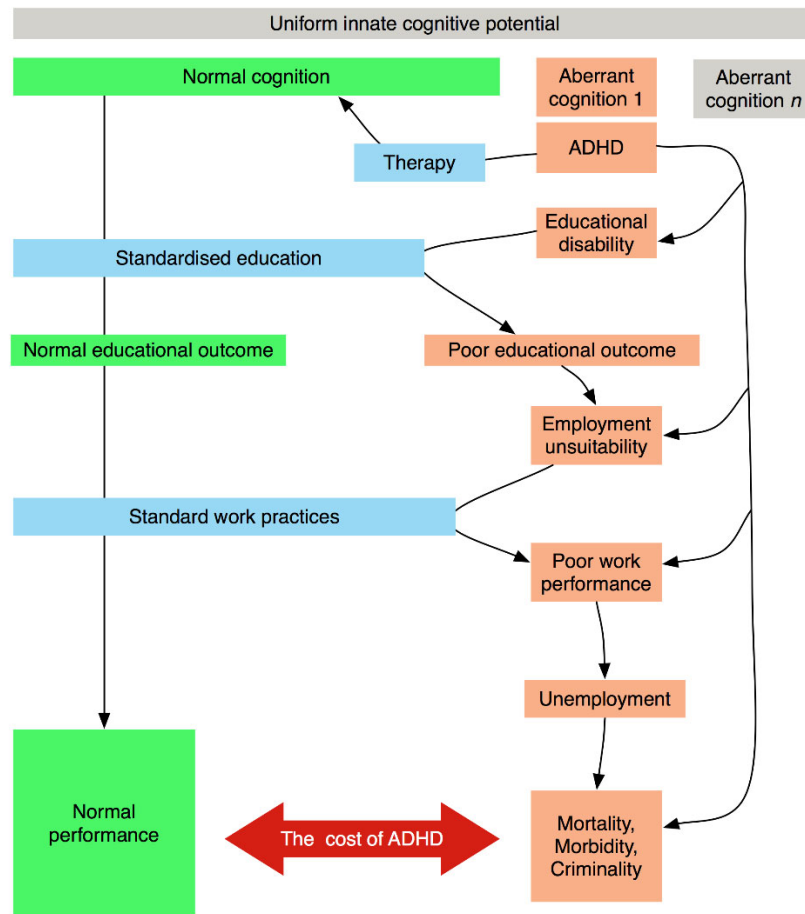 Uniform innate cognitive potential
Normal cognition
Aberrant
cognition 1
Aberrant
cognition n
Therapy
ADHD
Educational
disability
Standardised education
Normal educational outcome
Poor educational outcome
Employment
unsuitability
Standard work practices
Poor work
performance
Unemployment
Normal
performance
The cost of ADHD
Mortality,
Morbidity,
Criminality